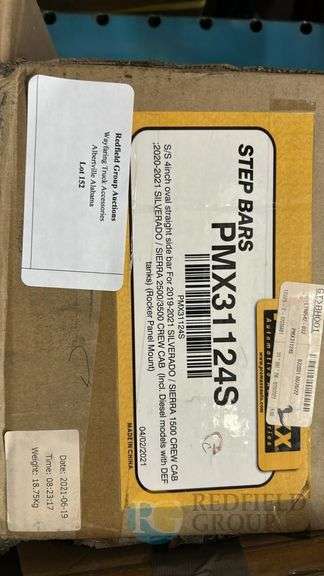 Redfield Group Auctions
Wayfaring Truck Accessories
Alberville Alabama
Lot 152
STEP BARS
PMX31124S
PMX31124S
S/S 4inch oval straight side bar For 2019-2021 SILVERADO / SIERRA 1500 CREW CAB
;2020-2021 SILVERADO / SIERRA 2500/3500 CREW CAB (Incl. Diesel models with DEF
tanks) (Rocker Panel Mount)
04/02/2021
MADE IN CHINA
Date: 2021-06-19
Time: 08:23:17
Weight: 18.75Kg
Automotive
REDFIELD
GROUP